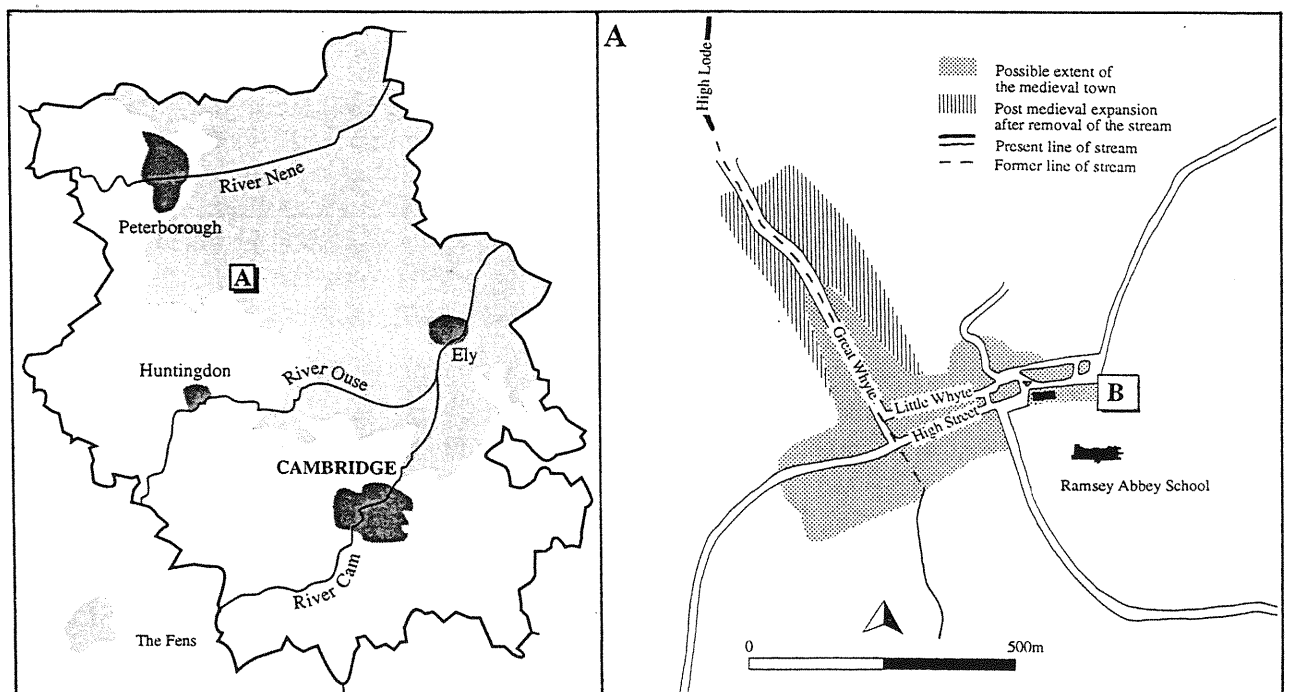 River Nene
Peterborough
A
Huntingdon
River Ouse
Ely
CAMBRIDGE
River Cam
The Fens
A
High Lode
Possible extent of
the medieval town
Post medieval expansion
after removal of the stream
Present line of stream
Former line of stream
Great Whyte
Little Whyte
High Street
B
Ramsey Abbey School
0
500m